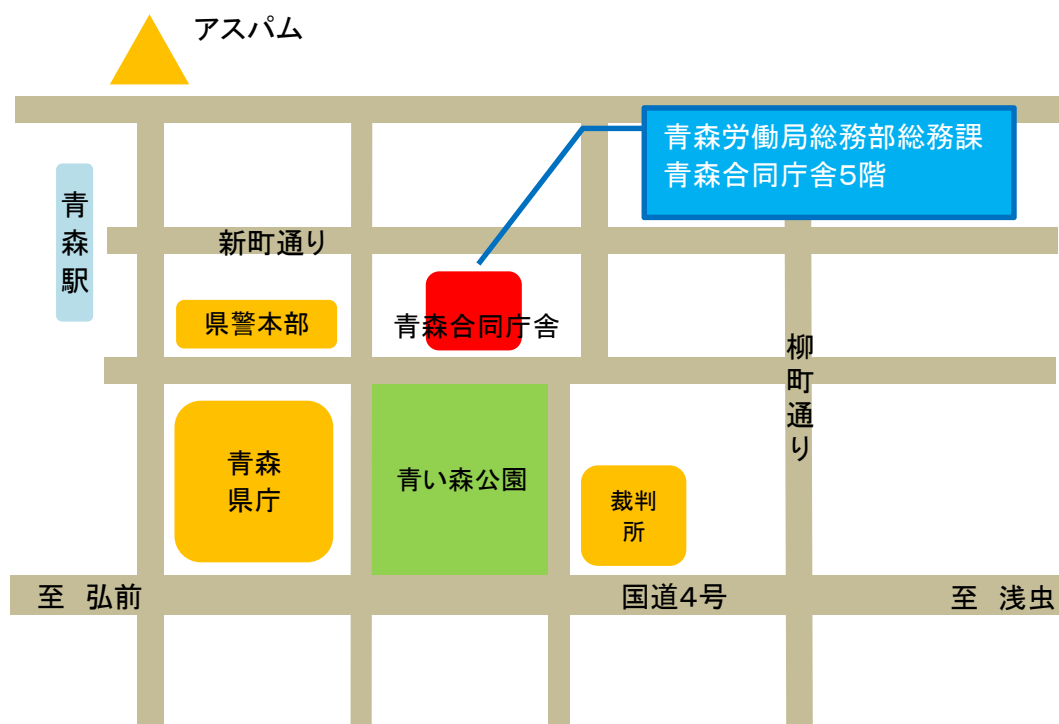 アスパム
青森労働局総務部総務課
青森合同庁舎5階
青森駅
新町通り
県警本部
青森合同庁舎
柳町通り
青森
県庁
青い森公園
裁判
所
至　弘前
国道4号
至　浅虫